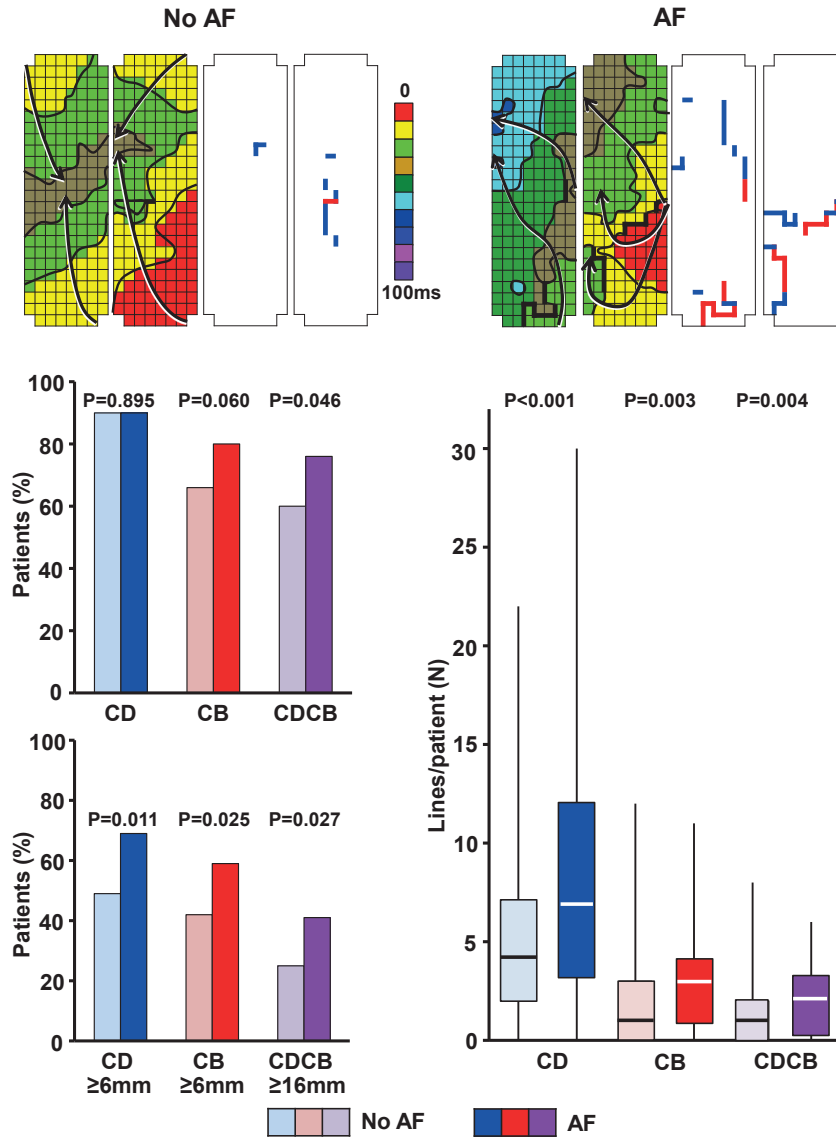 No AF
AF
0
100ms
100
80
60
40
20
0
Patients (%)
P=0.895
P=0.060
P=0.046
CD
CB
CDCB
100
80
60
40
20
0
Patients (%)
P=0.011
P=0.025
P=0.027
CD
≥6mm
CB
≥6mm
CDCB
≥16mm
P<0.001
P=0.003
P=0.004
30
25
20
15
10
5
0
Lines/patient (N)
CD
CB
CDCB
No AF
AF